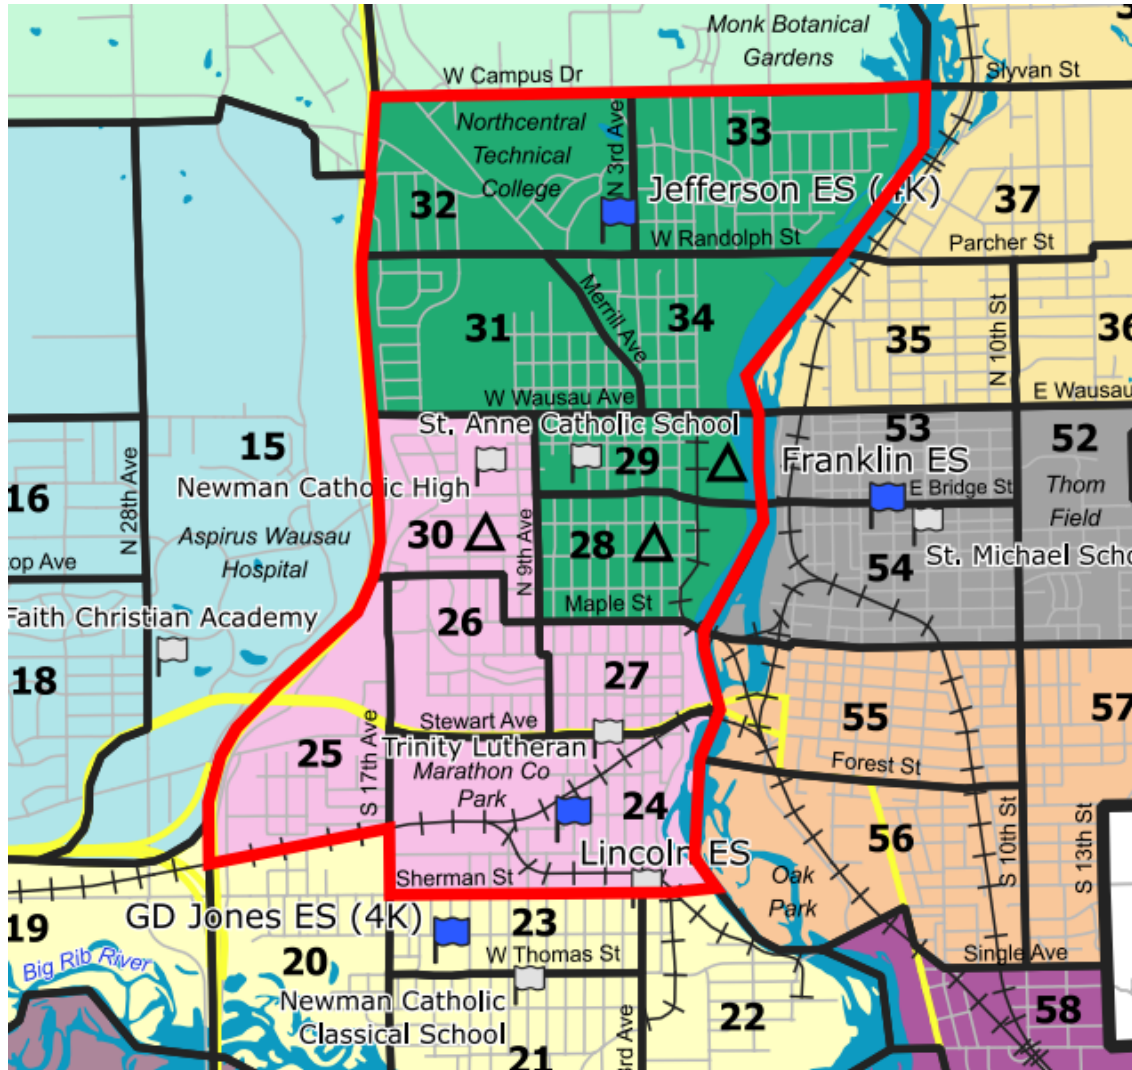 Monk Botanical
Gardens
W Campus Dr
Slyvan St
Northcentral
Technical
College
N 3rd Ave
33
32
Jefferson ES (4K)
37
W Randolph St
Parcher St
31
Merrill Ave
34
35
N 10th St
36
W Wausau Ave
E Wausau
St. Anne Catholic School
53
52
15
N 28th Ave
29
Franklin ES
16
Newman Catholic High
E Bridge St
Thom
Field
Aspirus Wausau
Hospital
30
N 9th Ave
28
54
St. Michael Scho
top Ave
Maple St
Faith Christian Academy
26
18
27
Stewart Ave
55
57
25
S 17th Ave
Trinity Lutheran
Marathon Co
Park
Forest St
24
56
S 10th St
S 13th St
Lincoln ES
Sherman St
Oak
Park
GD Jones ES (4K)
19
23
Big Rib River
20
W Thomas St
Single Ave
Newman Catholic
Classical School
22
58
21
3rd Ave